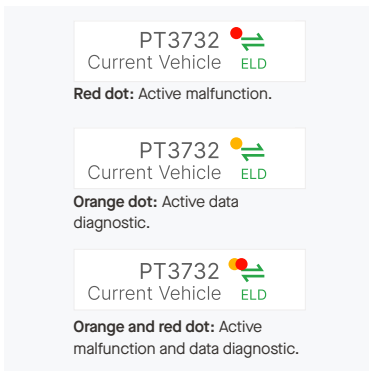 PT3732
Current Vehicle ELD
Red dot: Active malfunction.
PT3732
Current Vehicle ELD
Orange dot: Active data
diagnostic.
PT3732
Current Vehicle ELD
Orange and red dot: Active
malfunction and data diagnostic.